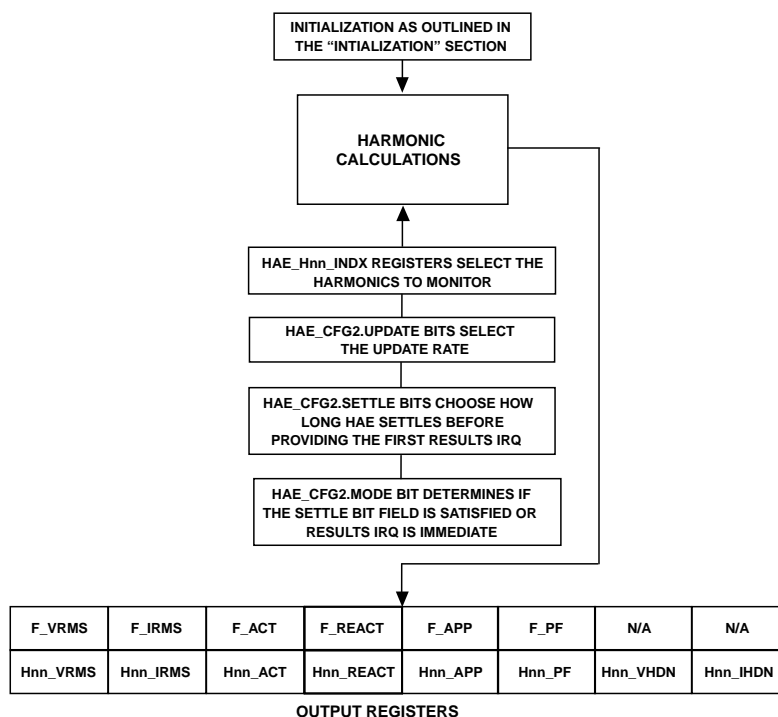 INITIALIZATION AS OUTLINED IN
THE “INTIALIZATION” SECTION
HARMONIC
CALCULATIONS
HAE_Hnn_INDX REGISTERS SELECT THE
HARMONICS TO MONITOR
HAE_CFG2.UPDATE BITS SELECT
THE UPDATE RATE
HAE_CFG2.SETTLE BITS CHOOSE HOW
LONG HAE SETTLES BEFORE
PROVIDING THE FIRST RESULTS IRQ
HAE_CFG2.MODE BIT DETERMINES IF
THE SETTLE BIT FIELD IS SATISFIED OR
RESULTS IRQ IS IMMEDIATE
F_VRMS F_IRMS F_ACT F_REACT F_APP F_PF N/A N/A
Hnn_VRMS Hnn_IRMS Hnn_ACT Hnn_REACT Hnn_APP Hnn_PF Hnn_VHDN Hnn_IHDN
OUTPUT REGISTERS